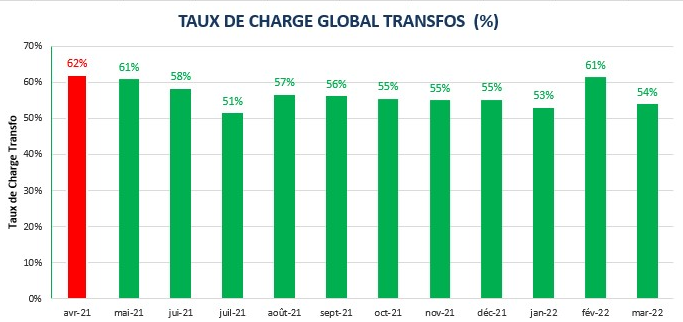 TAUX DE CHARGE GLOBAL TRANSFOS (%)
Taux de Charge Transfo
70%
60%
50%
40%
30%
20%
10%
0%
62%
61%
58%
51%
57%
56%
55%
55%
55%
53%
61%
54%
avr-21
mai-21
jui-21
juil-21
août-21
sept-21
oct-21
nov-21
déc-21
jan-22
fév-22
mar-22